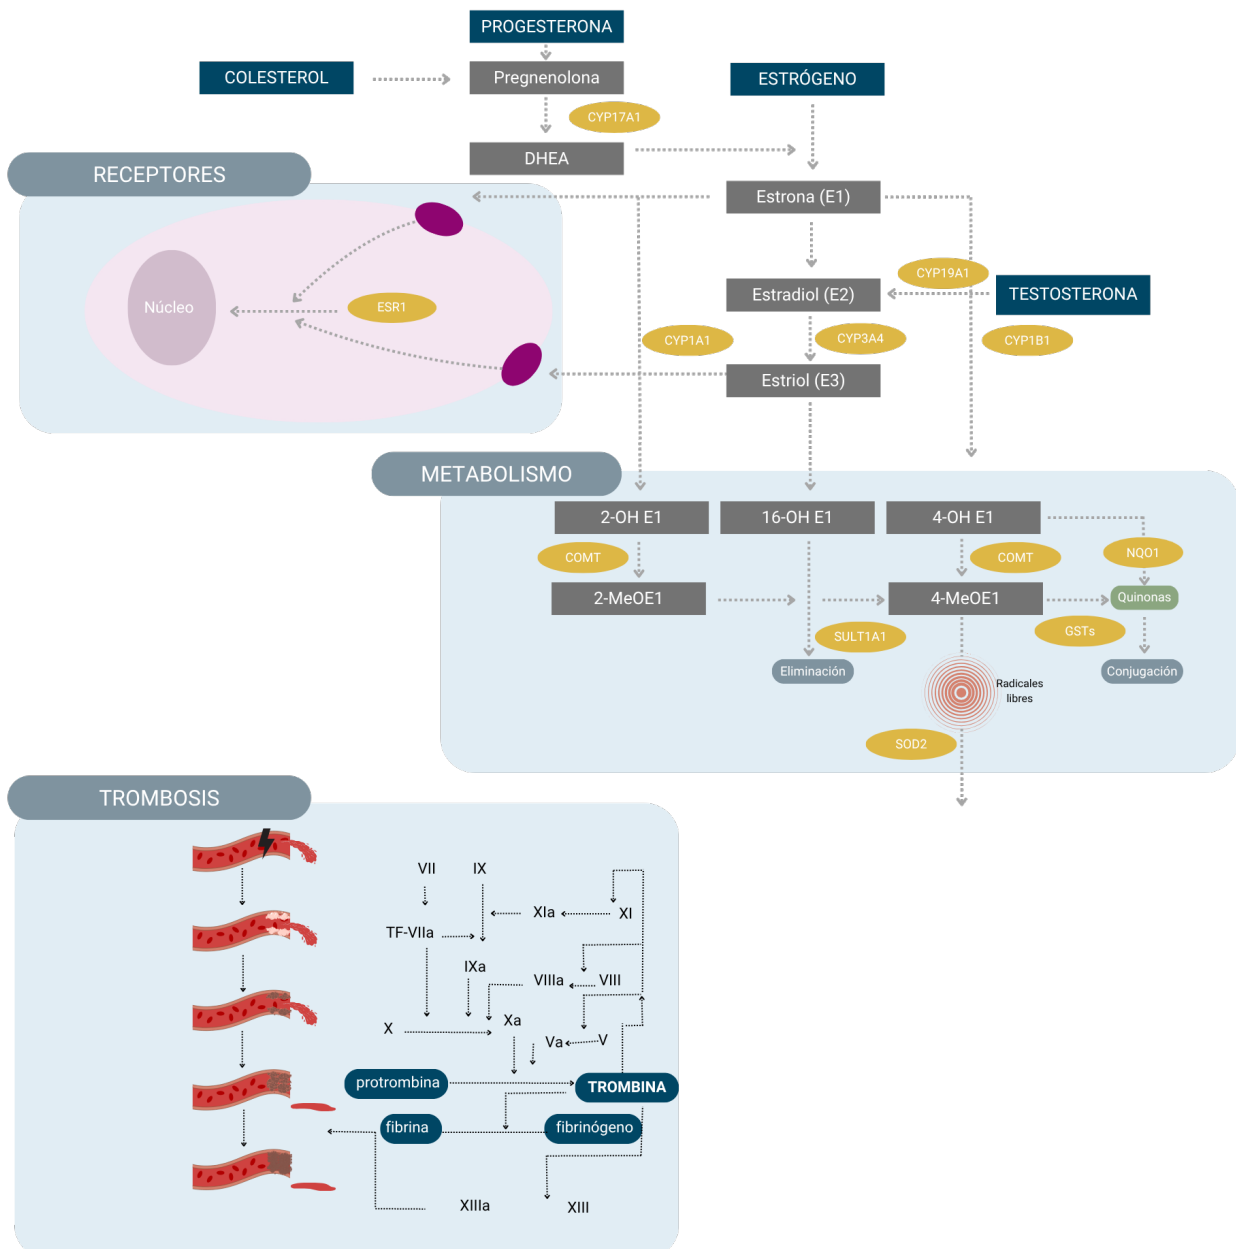 PROGESTERONA
COLESTEROL
Pregnenolona
ESTRÓGENO
CYP17A1
DHEA
RECEPTORES
Estrona (E1)
CYP19A1
Núcleo
ESR1
Estradiol (E2)
TESTOSTERONA
CYP1A1
CYP3A4
CYP1B1
Estriol (E3)
METABOLISMO
2-OH E1
16-OH E1
4-OH E1
COMT
COMT
NQO1
2-MeOE1
4-MeOE1
Quinonas
SULT1A1
GSTs
Eliminación
Conjugación
Radicales
libres
SOD2
TROMBOSIS
VII
IX
XIa
XI
TF-VIIa
IXa
VIIIa
VIII
X
Xa
Va
V
protrombina
TROMBINA
fibrina
fibrinógeno
XIIIa
XIII